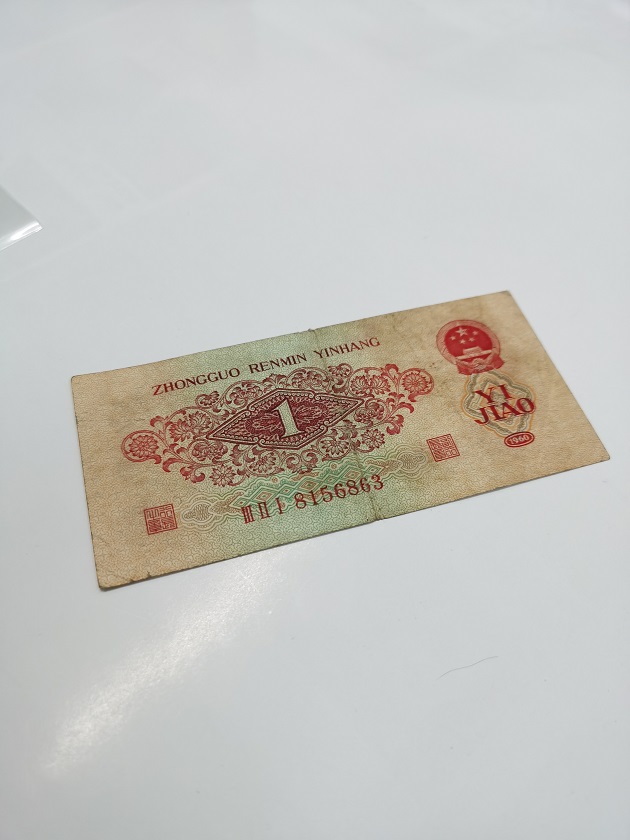 ZHONGGUO RENMIN YINHANG
1
YI
JIAO
1960
III II I 8156863